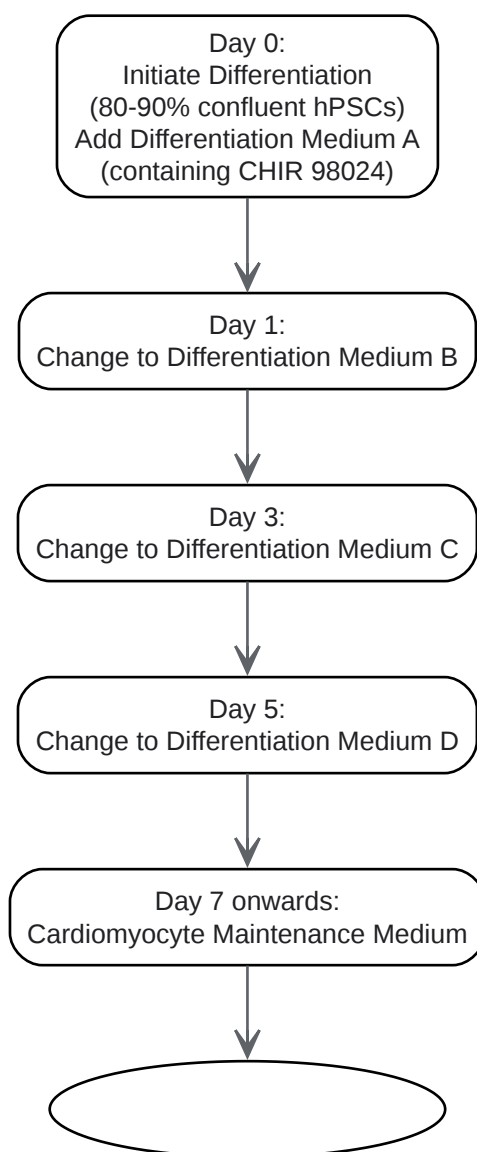 Day 0:
Initiate Differentiation
(80-90% confluent hPSCs)
Add Differentiation Medium A
(containing CHIR 98024)
Day 1:
Change to Differentiation Medium B
Day 3:
Change to Differentiation Medium C
Day 5:
Change to Differentiation Medium D
Day 7 onwards:
Cardiomyocyte Maintenance Medium